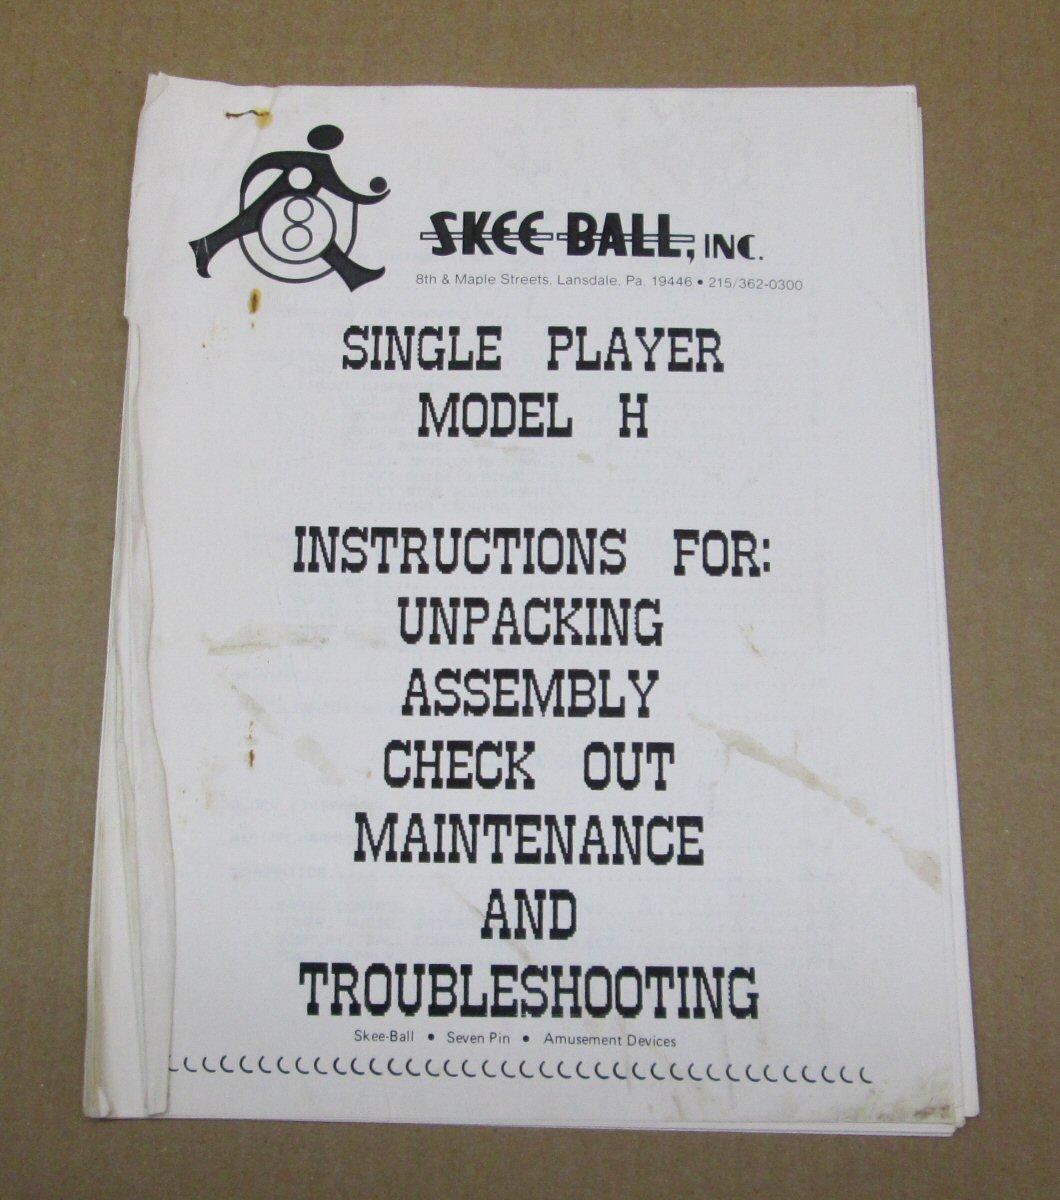 8
SKEE BALL, INC.
8th & Maple Streets, Lansdale, Pa. 19446 • 215/362-0300
SINGLE PLAYER
MODEL H
INSTRUCTIONS FOR:
UNPACKING
ASSEMBLY
CHECK OUT
MAINTENANCE
AND
TROUBLESHOOTING
Skee-Ball • Seven Pin • Amusement Devices